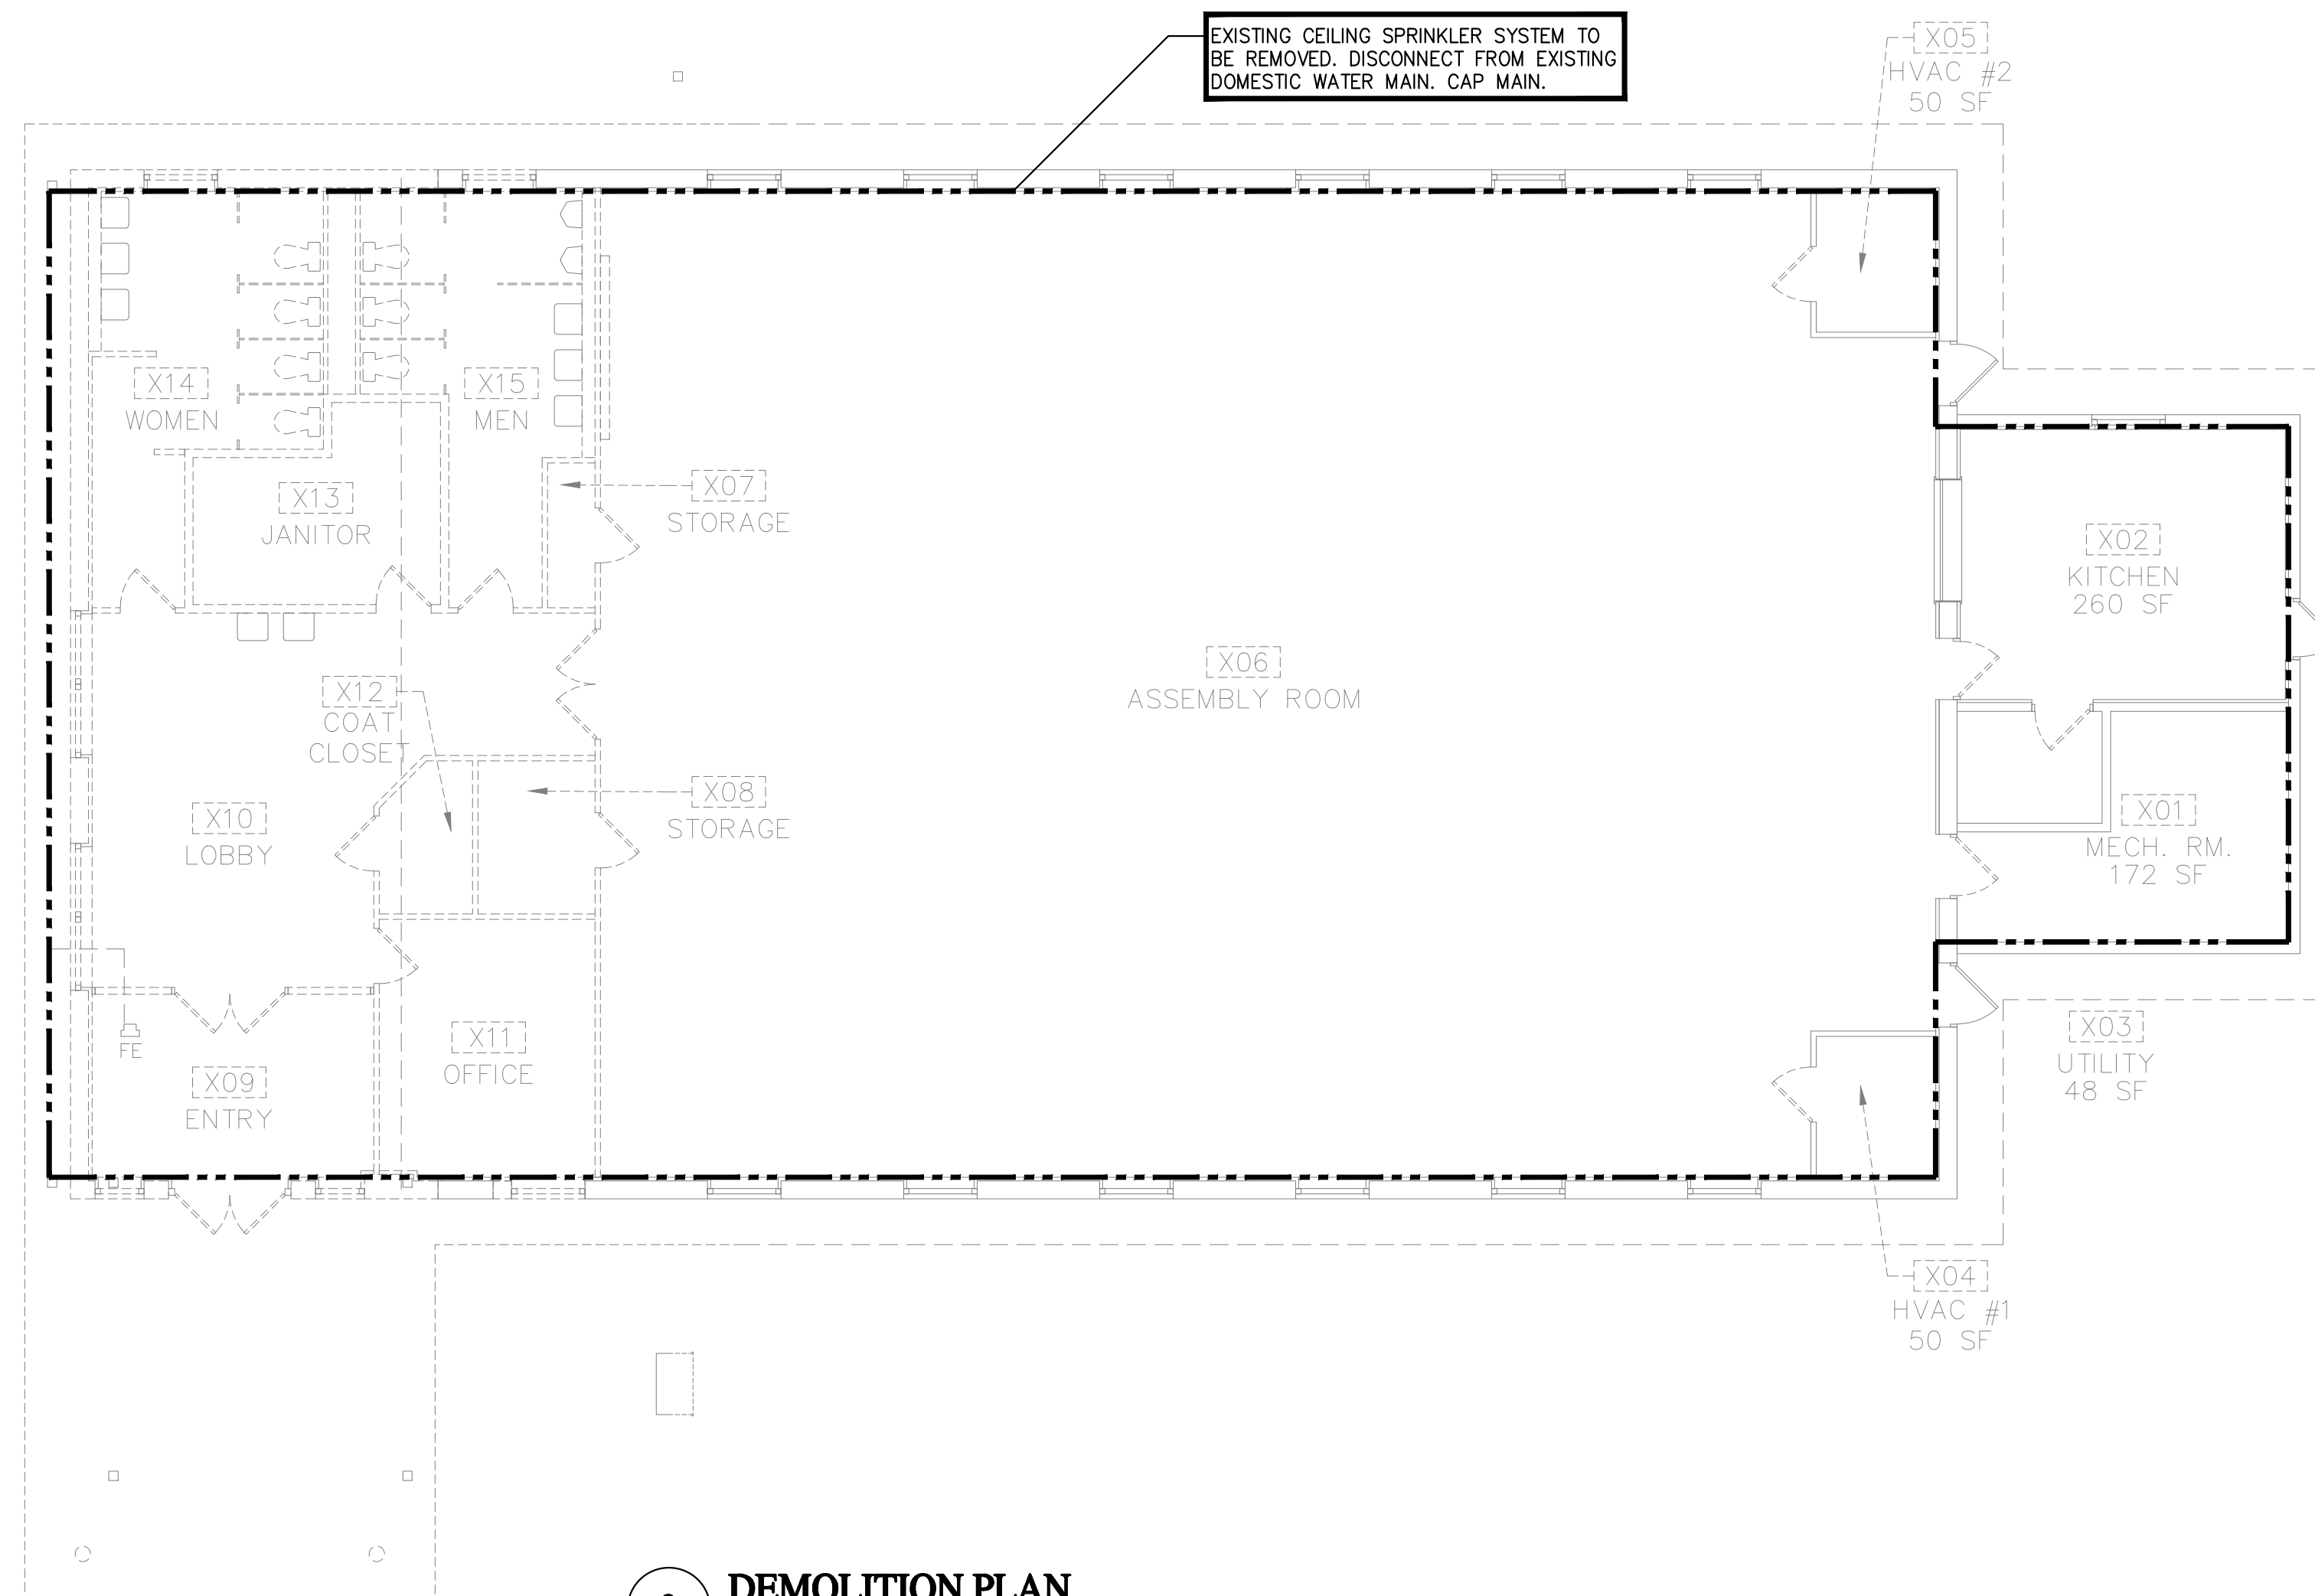 EXISTING CEILING SPRINKLER SYSTEM TO
BE REMOVED. DISCONNECT FROM EXISTING
DOMESTIC WATER MAIN. CAP MAIN.
X05
HVAC #2
50 SF
X14
WOMEN
X15
MEN
X13
JANITOR
X07
STORAGE
X02
KITCHEN
260 SF
X06
ASSEMBLY ROOM
X12
COAT
CLOSET
X10
LOBBY
X08
STORAGE
X01
MECH. RM.
172 SF
FE
X09
ENTRY
X11
OFFICE
X03
UTILITY
48 SF
X04
HVAC #1
50 SF
DEMOLITION PLAN